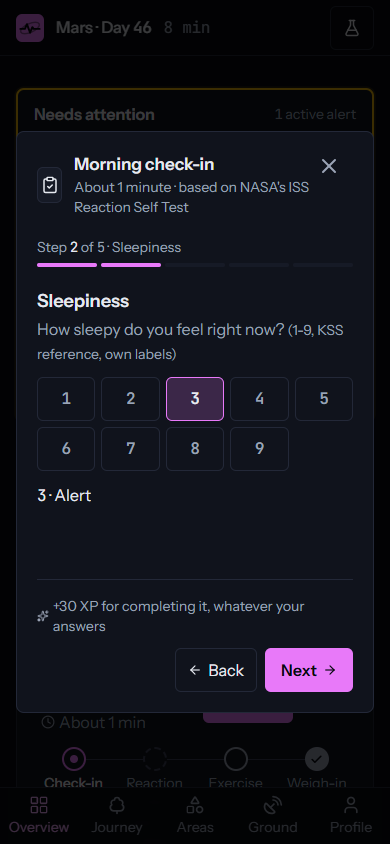 Mars · Day 46 8 min
Needs attention 1 active alert
Morning check-in
About 1 minute · based on NASA's ISS
Reaction Self Test
Step 2 of 5 · Sleepiness
Sleepiness
How sleepy do you feel right now? (1-9, KSS
reference, own labels)
1 2 3 4 5
6 7 8 9
3 · Alert
+30 XP for completing it, whatever your
answers
Back Next
About 1 min
Check-in Reaction Exercise Weigh-in
Overview Journey Areas Ground Profile